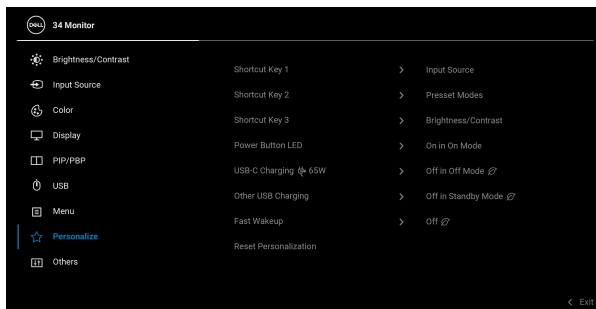 DELL 34 Monitor
Brightness/Contrast
Input Source
Color
Display
PIP/PBP
USB
Menu
Personalize
Others
Shortcut Key 1 > Input Source
Shortcut Key 2 > Presset Modes
Shortcut Key 3 > Brightness/Contrast
Power Button LED > On in On Mode
USB-C Charging 65W > Off in Off Mode
Other USB Charging > Off in Standby Mode
Fast Wakeup > Off
Reset Personalization
< Exit